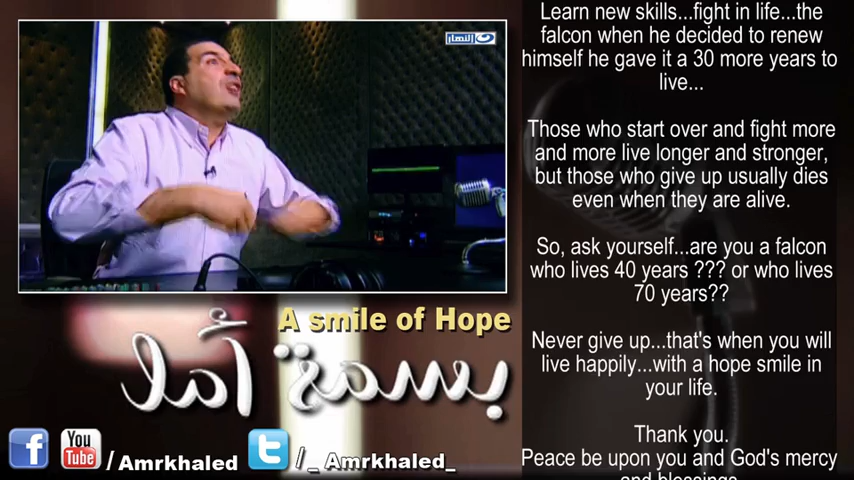 النهار
Learn new skills...fight in life...the
falcon when he decided to renew
himself he gave it a 30 more years to
live...
Those who start over and fight more
and more live longer and stronger,
but those who give up usually dies
even when they are alive.
So, ask yourself...are you a falcon
who lives 40 years ??? or who lives
70 years??
Never give up...that's when you will
live happily...with a hope smile in
your life.
Thank you.
Peace be upon you and God's mercy
and blessings
A smile of Hope
بسمة أمل
f
You
Tube
/Amrkhaled
/_Amrkhaled_